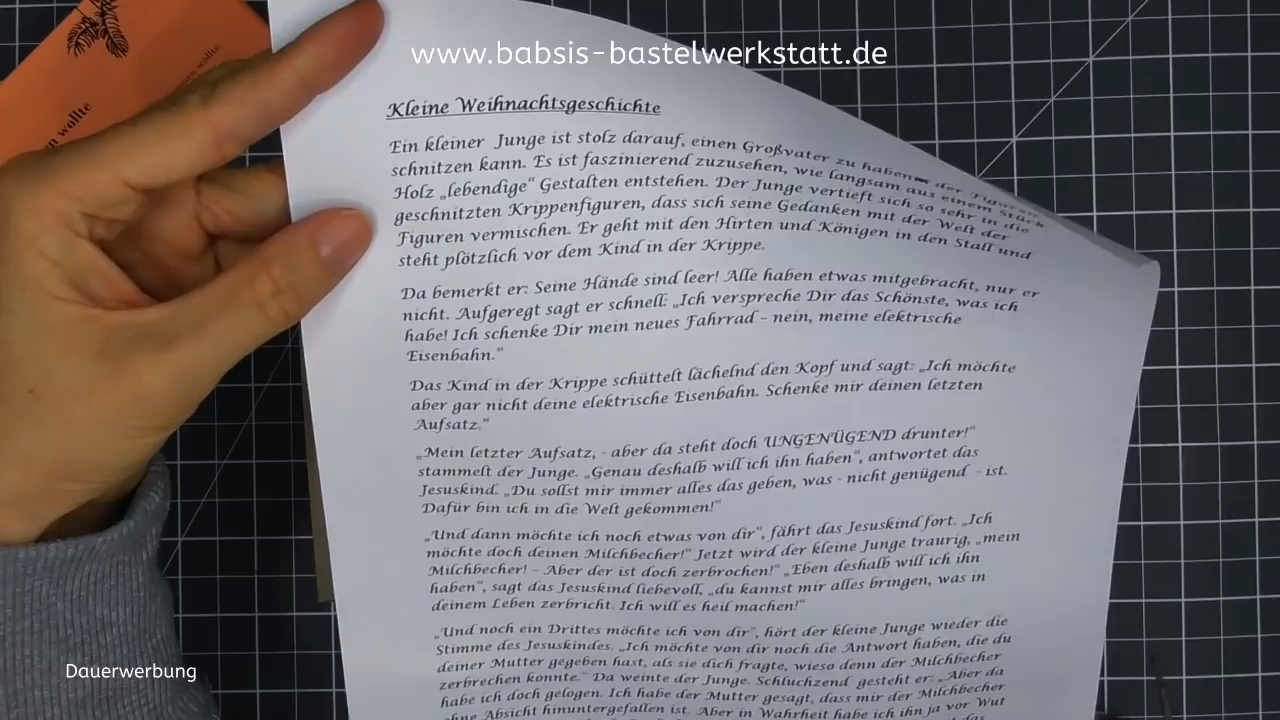 www.babsis-bastelwerkstatt.de
wollte
wollte
Kleine Weihnachtsgeschichte
Ein kleiner Junge ist stolz darauf, einen Großvater zu haben, der Figuren
schnitzen kann. Es ist faszinierend zuzusehen, wie langsam aus einem Stück
Holz „lebendige“ Gestalten entstehen. Der Junge vertieft sich so sehr in die
geschnitzten Krippenfiguren, dass sich seine Gedanken mit der Welt der
Figuren vermischen. Er geht mit den Hirten und Königen in den Stall und
steht plötzlich vor dem Kind in der Krippe.
Da bemerkt er: Seine Hände sind leer! Alle haben etwas mitgebracht, nur er
nicht. Aufgeregt sagt er schnell: „Ich verspreche Dir das Schönste, was ich
habe! Ich schenke Dir mein neues Fahrrad – nein, meine elektrische
Eisenbahn.“
Das Kind in der Krippe schüttelt lächelnd den Kopf und sagt: „Ich möchte
aber gar nicht deine elektrische Eisenbahn. Schenke mir deinen letzten
Aufsatz.“
„Mein letzter Aufsatz, - aber da steht doch UNGENÜGEND drunter!“
stammelt der Junge. „Genau deshalb will ich ihn haben“, antwortet das
Jesuskind. „Du sollst mir immer alles das geben, was - nicht genügend - ist.
Dafür bin ich in die Welt gekommen!“
„Und dann möchte ich noch etwas von dir“, fährt das Jesuskind fort. „Ich
möchte doch deinen Milchbecher!“ Jetzt wird der kleine Junge traurig, „mein
Milchbecher! – Aber der ist doch zerbrochen!“ „Eben deshalb will ich ihn
haben“, sagt das Jesuskind liebevoll, „du kannst mir alles bringen, was in
deinem Leben zerbricht. Ich will es heil machen!“
„Und noch ein Drittes möchte ich von dir“, hört der kleine Junge wieder die
Stimme des Jesuskindes. „Ich möchte von dir noch die Antwort haben, die du
deiner Mutter gegeben hast, als sie dich fragte, wieso denn der Milchbecher
zerbrechen konnte.“ Da weinte der Junge. Schluchzend gesteht er: „Aber da
habe ich doch gelogen. Ich habe der Mutter gesagt, dass mir der Milchbecher
ohne Absicht hinuntergefallen ist. Aber in Wahrheit habe ich ihn ja vor Wut
das
Dauerwerbung